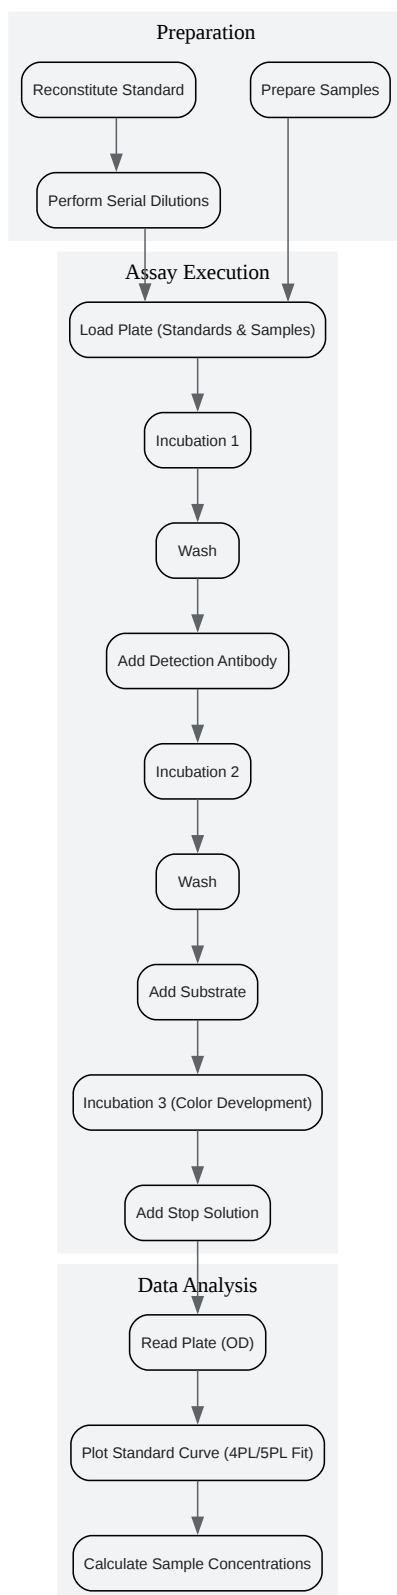 Preparation
Reconstitute Standard
Prepare Samples
Perform Serial Dilutions
Assay Execution
Load Plate (Standards & Samples)
Incubation 1
Wash
Add Detection Antibody
Incubation 2
Wash
Add Substrate
Incubation 3 (Color Development)
Add Stop Solution
Data Analysis
Read Plate (OD)
Plot Standard Curve (4PL/5PL Fit)
Calculate Sample Concentrations